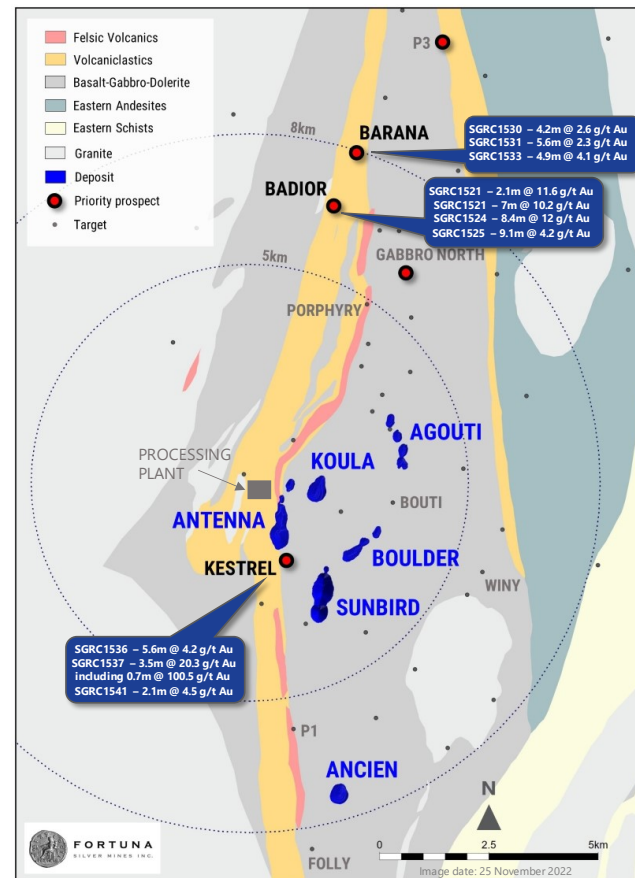 Felsic Volcanics
Volcaniclastics
Basalt-Gabbro-Dolerite
Eastern Andesites
Eastern Schists
Granite
Deposit
Priority prospect
Target
P3
8km
BARANA
SGRC1530 – 4.2m @ 2.6 g/t Au
SGRC1531 – 5.6m @ 2.3 g/t Au
SGRC1533 – 4.9m @ 4.1 g/t Au
BADIOR
SGRC1521 – 2.1m @ 11.6 g/t Au
SGRC1521 – 7m @ 10.2 g/t Au
SGRC1524 – 8.4m @ 12 g/t Au
SGRC1525 – 9.1m @ 4.2 g/t Au
5km
GABBRO NORTH
PORPHYRY
AGOUTI
PROCESSING
PLANT
KOULA
BOUTI
ANTENNA
BOULDER
KESTREL
WINY
SUNBIRD
SGRC1536 – 5.6m @ 4.2 g/t Au
SGRC1537 – 3.5m @ 20.3 g/t Au
including 0.7m @ 100.5 g/t Au
SGRC1541 – 2.1m @ 4.5 g/t Au
P1
ANCIEN
N
FORTUNA
SILVER MINES INC.
FOLLY
0 2.5 5km
Image date: 25 November 2022